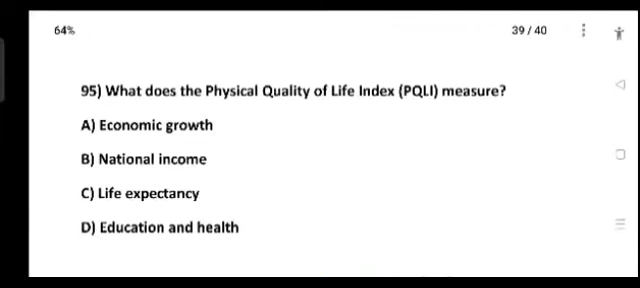 64%
39 / 40
95) What does the Physical Quality of Life Index (PQLI) measure?
A) Economic growth
B) National income
C) Life expectancy
D) Education and health